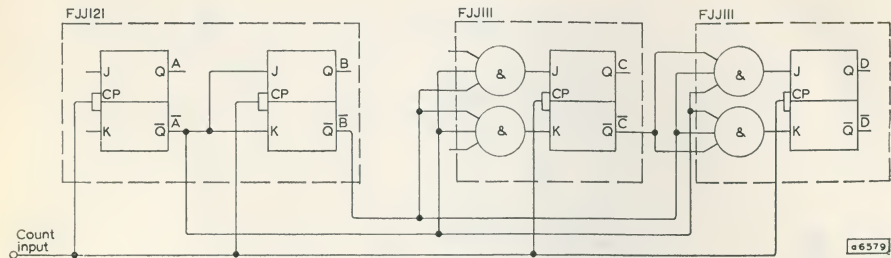 FJJ121
FJJ111
FJJ111
J Q A
CP
K Q̅ A̅
J Q B
CP
K Q̅ B̅
&
&
J Q C
CP
K Q̅ C̅
&
&
J Q D
CP
K Q̅ D̅
Count
input
a6579